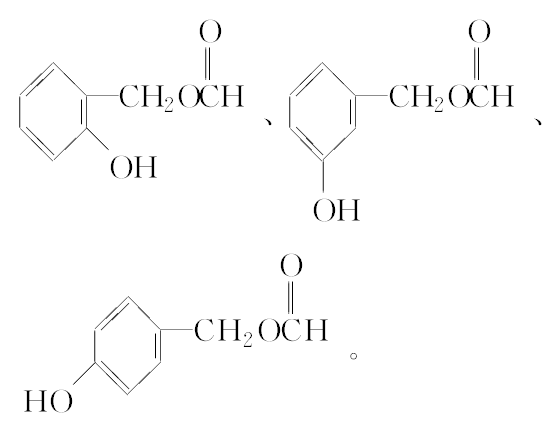 O O
CH₂OCH 、 CH₂OCH 、
OH OH
O
CH₂OCH 。
HO